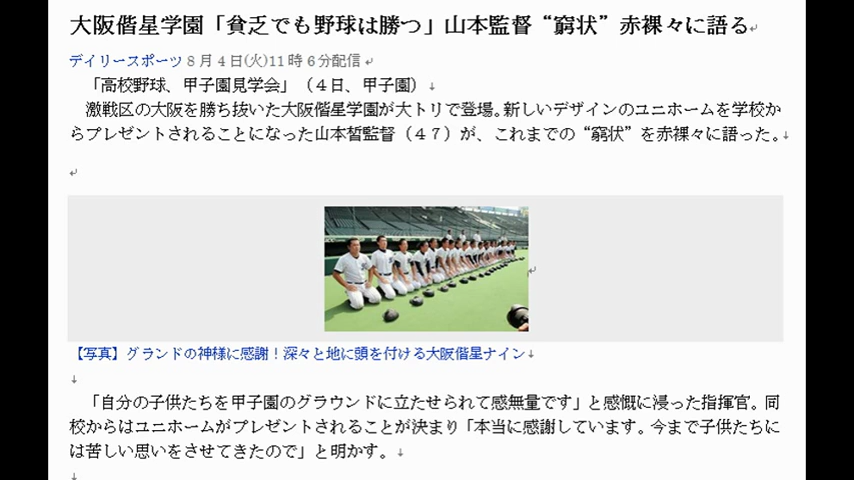 大阪偕星学園「貧乏でも野球は勝つ」山本監督“窮状”赤裸々に語る
デイリースポーツ 8 月 4 日(火)11 時 6 分配信
「高校野球、甲子園見学会」（４日、甲子園）
激戦区の大阪を勝ち抜いた大阪偕星学園が大トリで登場。新しいデザインのユニホームを学校か
らプレゼントされることになった山本晳監督（４７）が、これまでの“窮状”を赤裸々に語った。
【写真】グランドの神様に感謝！深々と地に頭を付ける大阪偕星ナイン
「自分の子供たちを甲子園のグラウンドに立たせられて感無量です」と感慨に浸った指揮官。同
校からはユニホームがプレゼントされることが決まり「本当に感謝しています。今まで子供たちに
は苦しい思いをさせてきたので」と明かす。